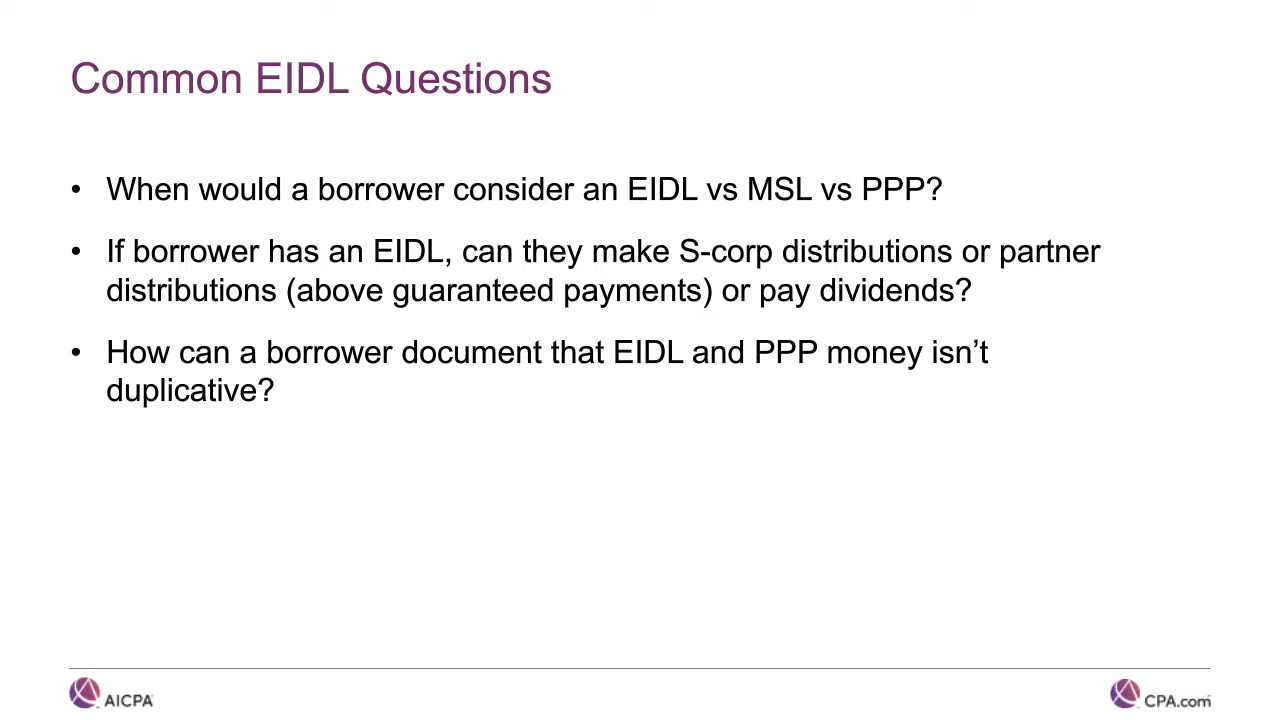 Common EIDL Questions
• When would a borrower consider an EIDL vs MSL vs PPP?
• If borrower has an EIDL, can they make S-corp distributions or partner
distributions (above guaranteed payments) or pay dividends?
• How can a borrower document that EIDL and PPP money isn’t
duplicative?
AICPA
CPA.com